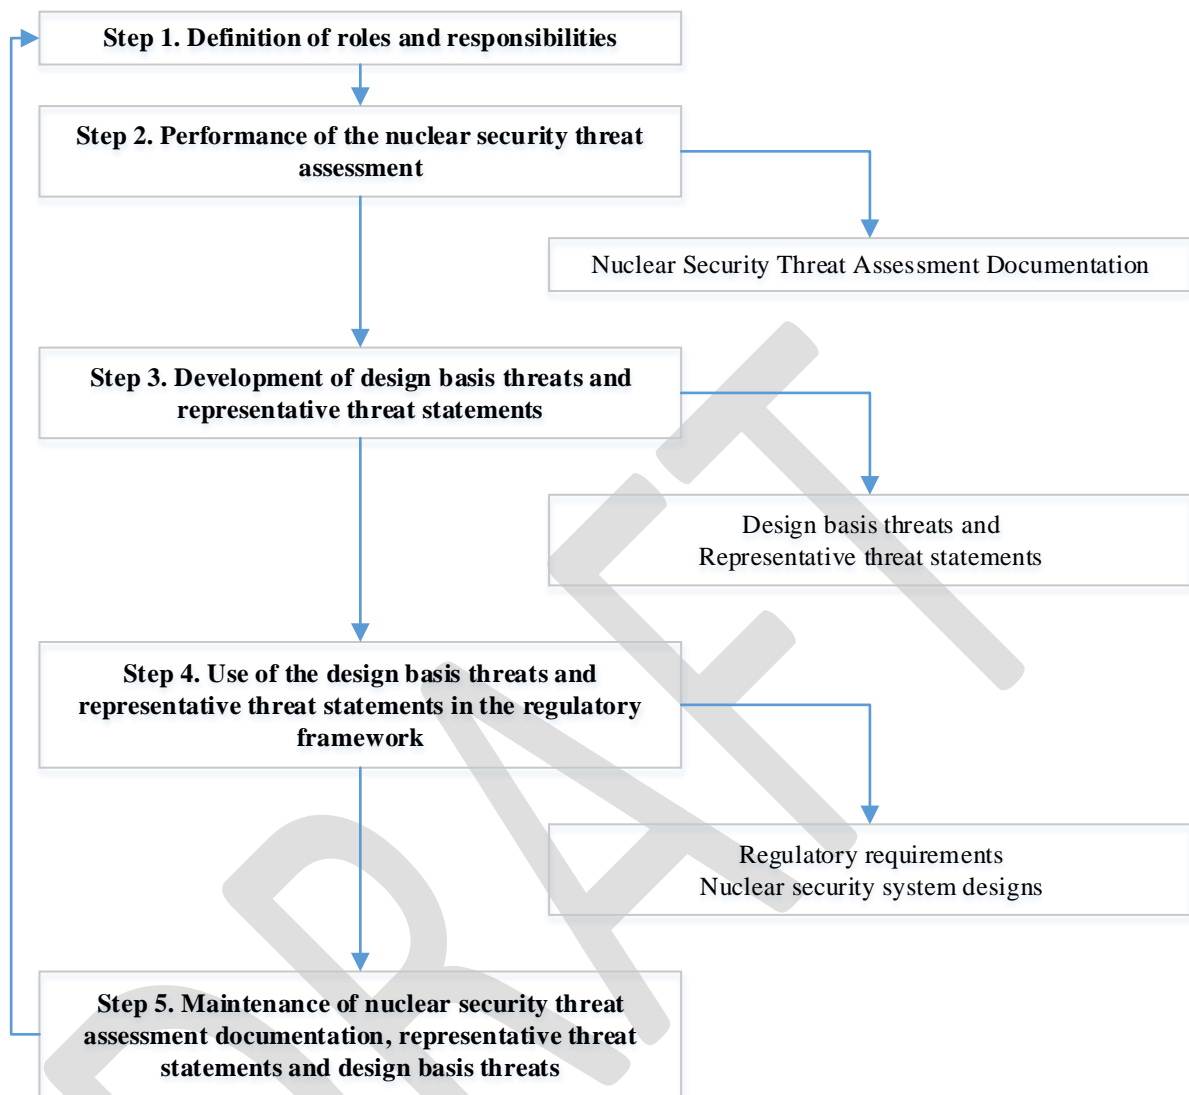 Step 1. Definition of roles and responsibilities
Step 2. Performance of the nuclear security threat
assessment
Nuclear Security Threat Assessment Documentation
Step 3. Development of design basis threats and
representative threat statements
Design basis threats and
Representative threat statements
Step 4. Use of the design basis threats and
representative threat statements in the regulatory
framework
Regulatory requirements
Nuclear security system designs
Step 5. Maintenance of nuclear security threat
assessment documentation, representative threat
statements and design basis threats
DRAFT